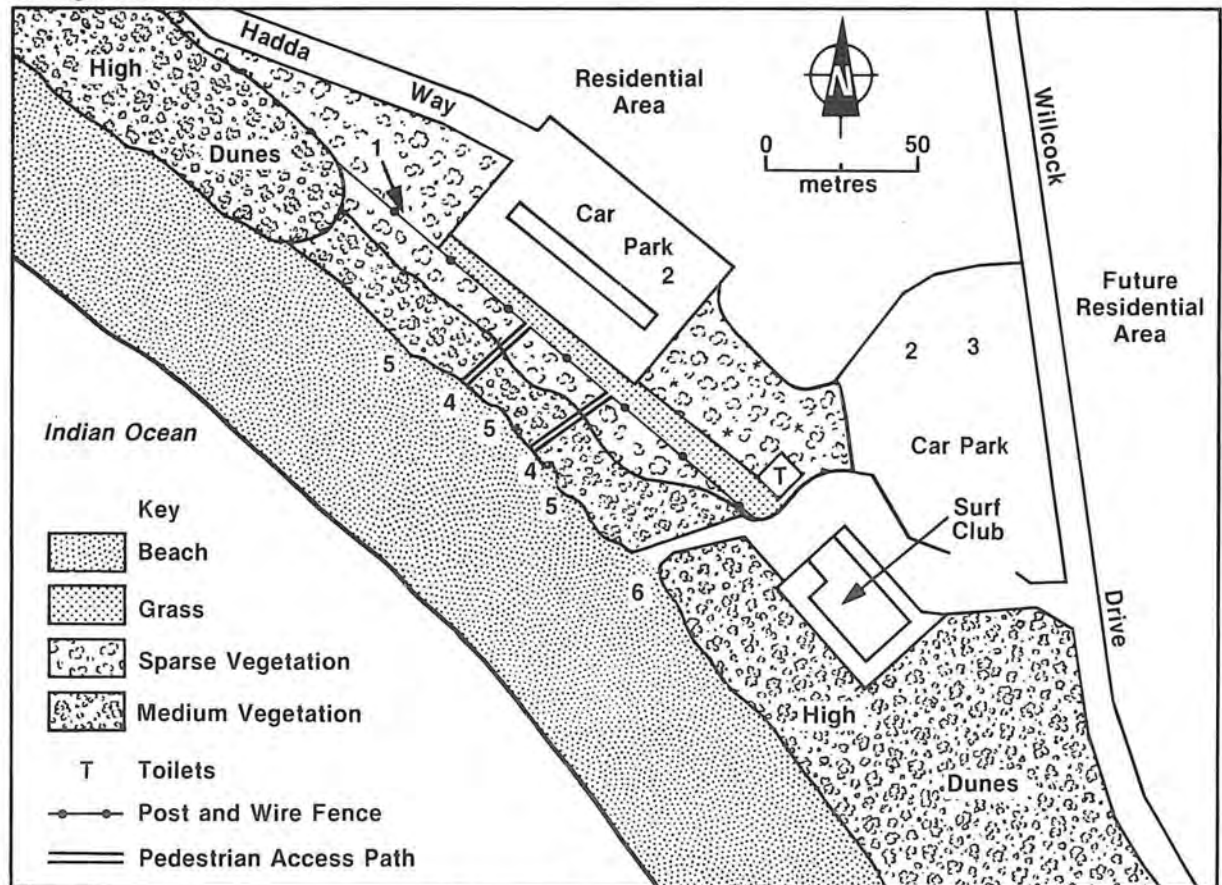 Hadda
Way
High
Dunes
1
Residential
Area
N
0 50
metres
Willcock
Drive
Car
Park
2
Future
Residential
Area
2 3
Car Park
5
4
5
4
5
6
T
Surf
Club
High
Dunes
Indian Ocean
Key
Beach
Grass
Sparse Vegetation
Medium Vegetation
T Toilets
Post and Wire Fence
Pedestrian Access Path